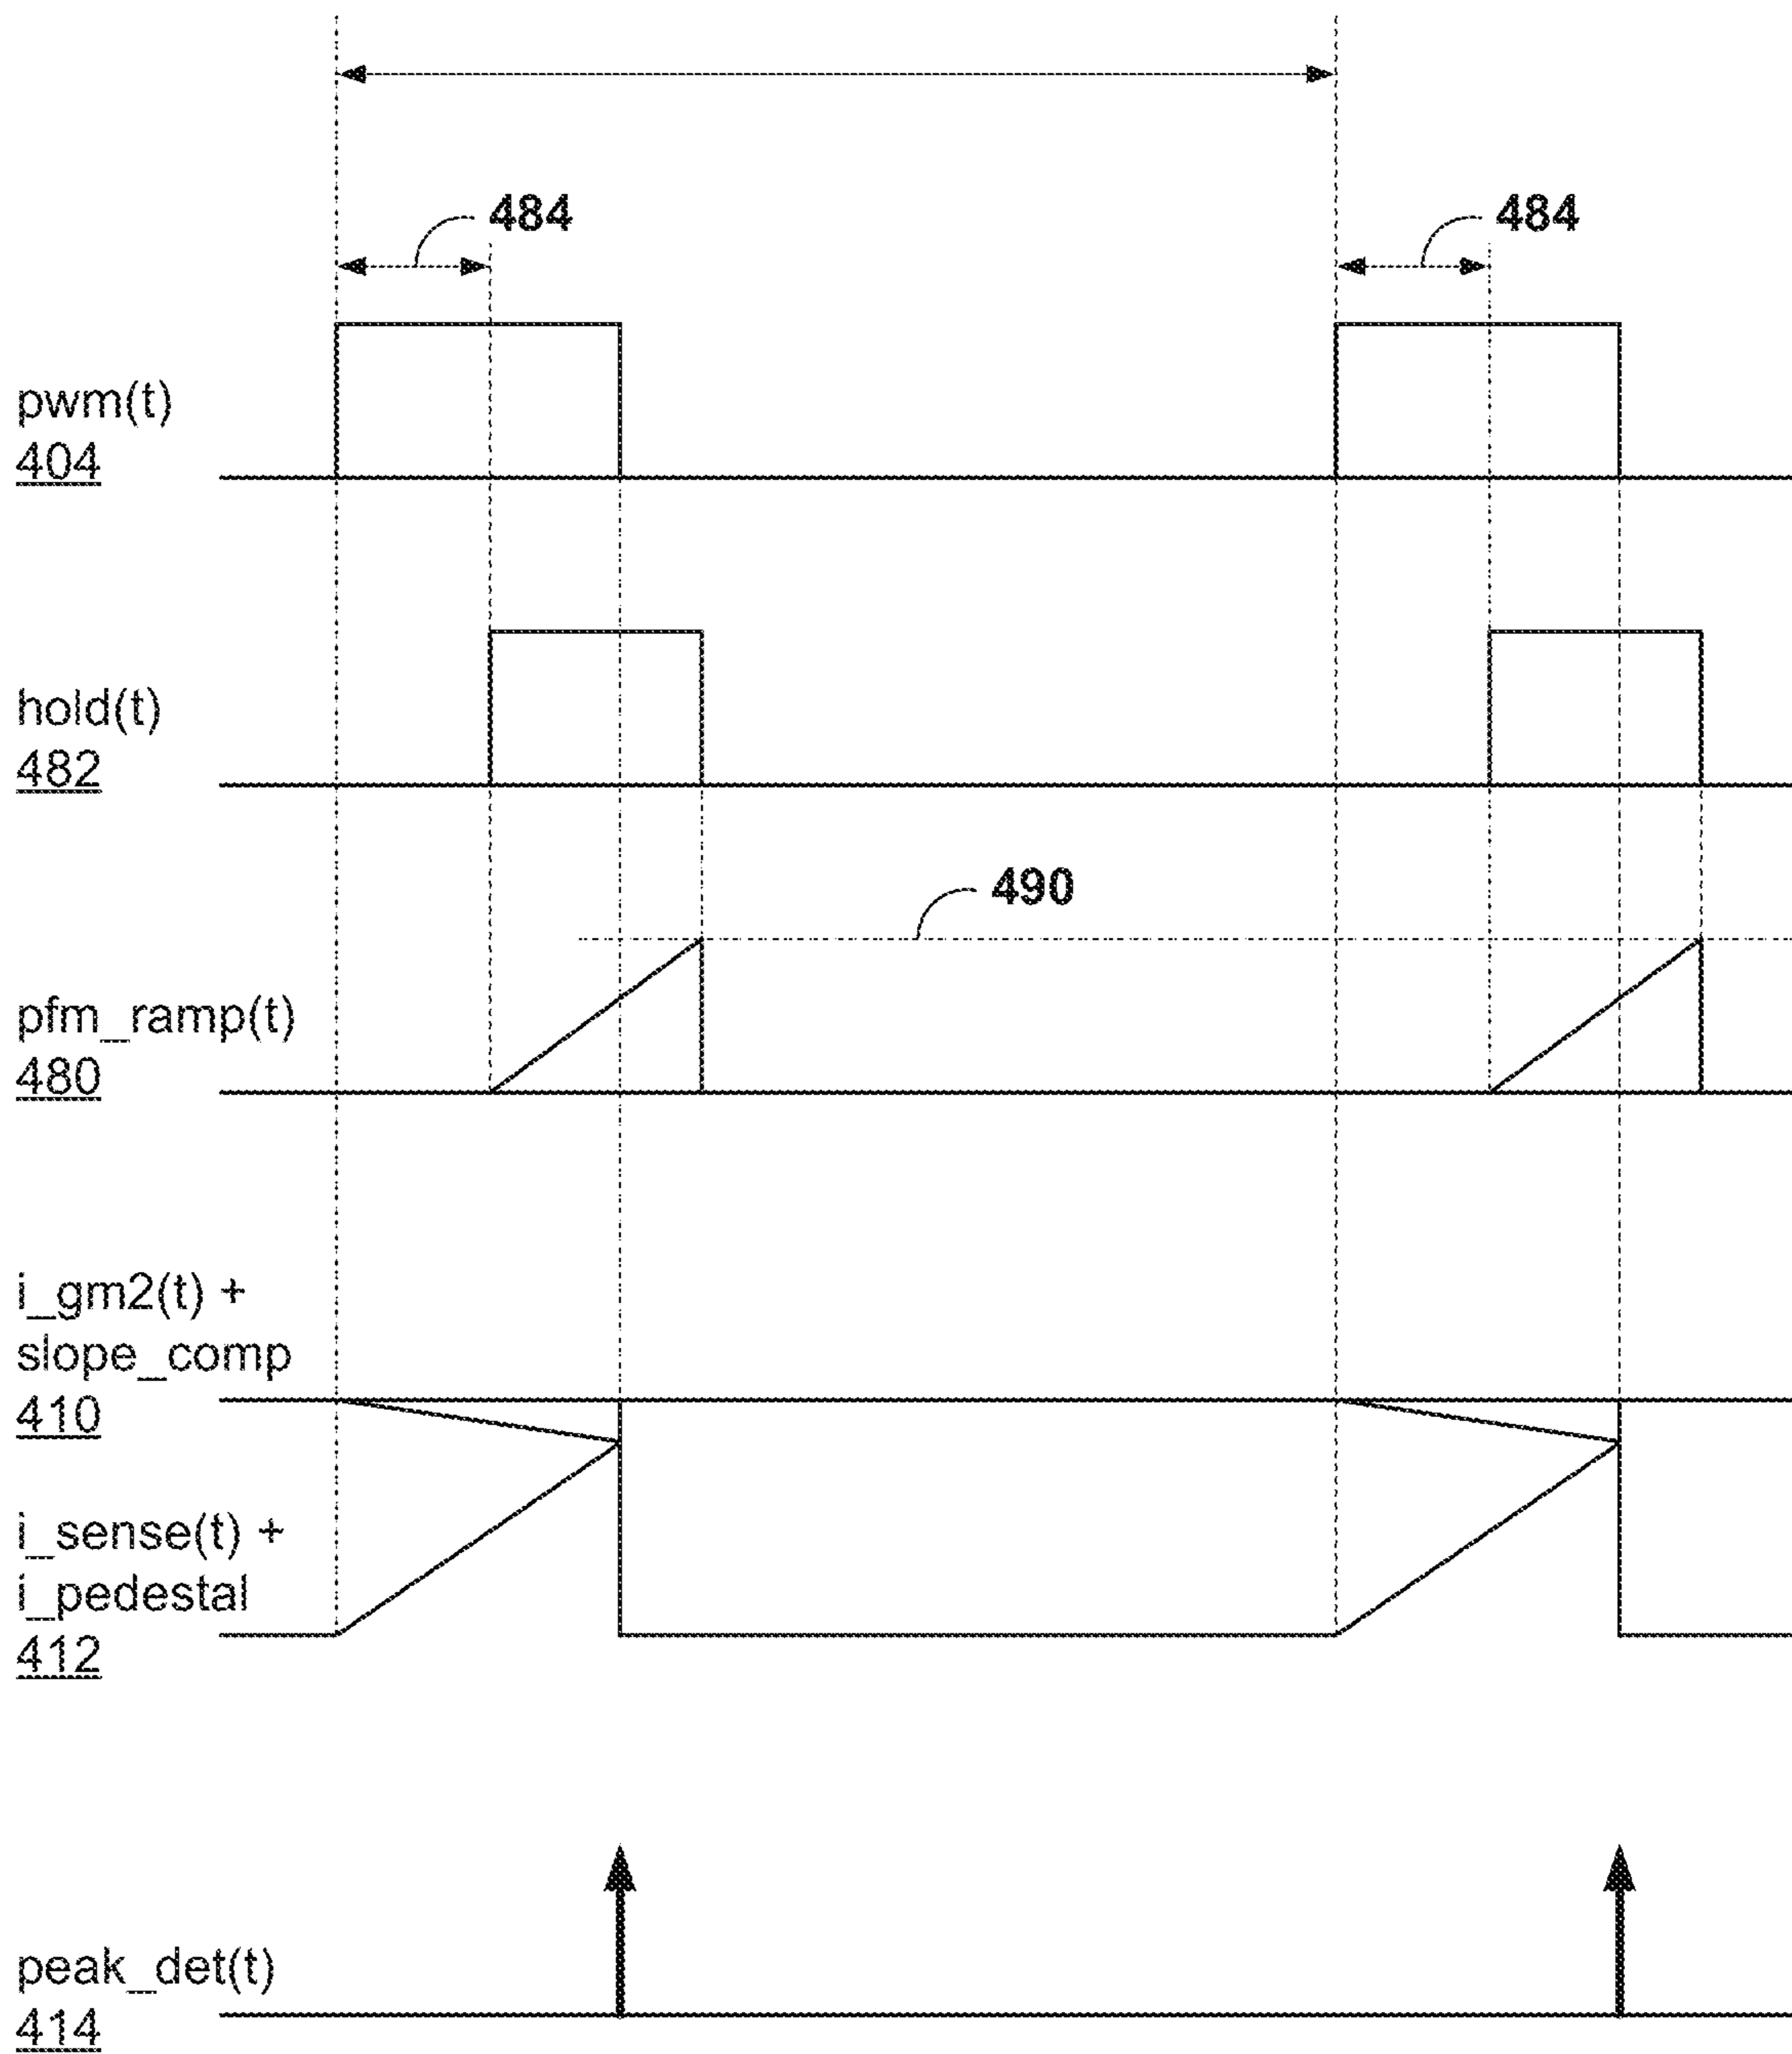 484
484
pwm(t)
404
hold(t)
482
490
pfm_ramp(t)
480
i_gm2(t) +
slope_comp
410
i_sense(t) +
i_pedestal
412
peak_det(t)
414